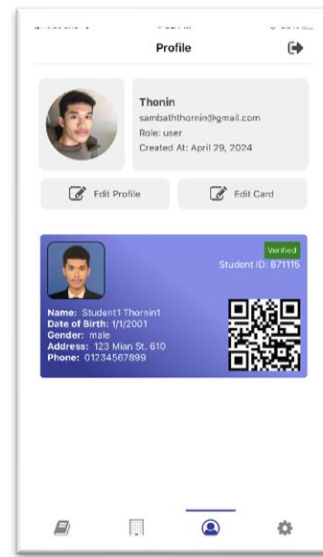 Profile
Thonin
sambaththornin@gmail.com
Role: user
Created At: April 29, 2024
Edit Profile
Edit Card
Verified
Student ID: 871115
Name: Student1 Thornin1
Date of Birth: 1/1/2001
Gender: male
Address: 123 Mian St. 610
Phone: 01234567899